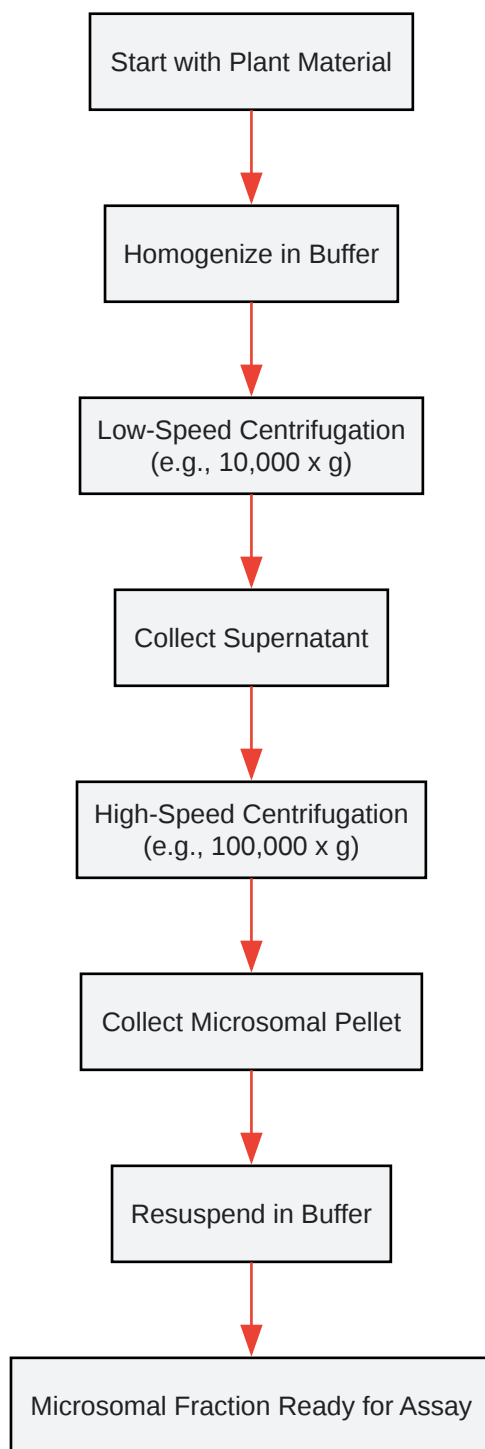 Start with Plant Material
Homogenize in Buffer
Low-Speed Centrifugation
(e.g., 10,000 x g)
Collect Supernatant
High-Speed Centrifugation
(e.g., 100,000 x g)
Collect Microsomal Pellet
Resuspend in Buffer
Microsomal Fraction Ready for Assay